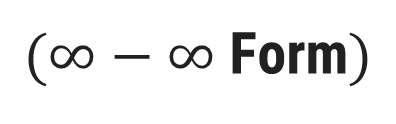 (∞ − ∞ Form)